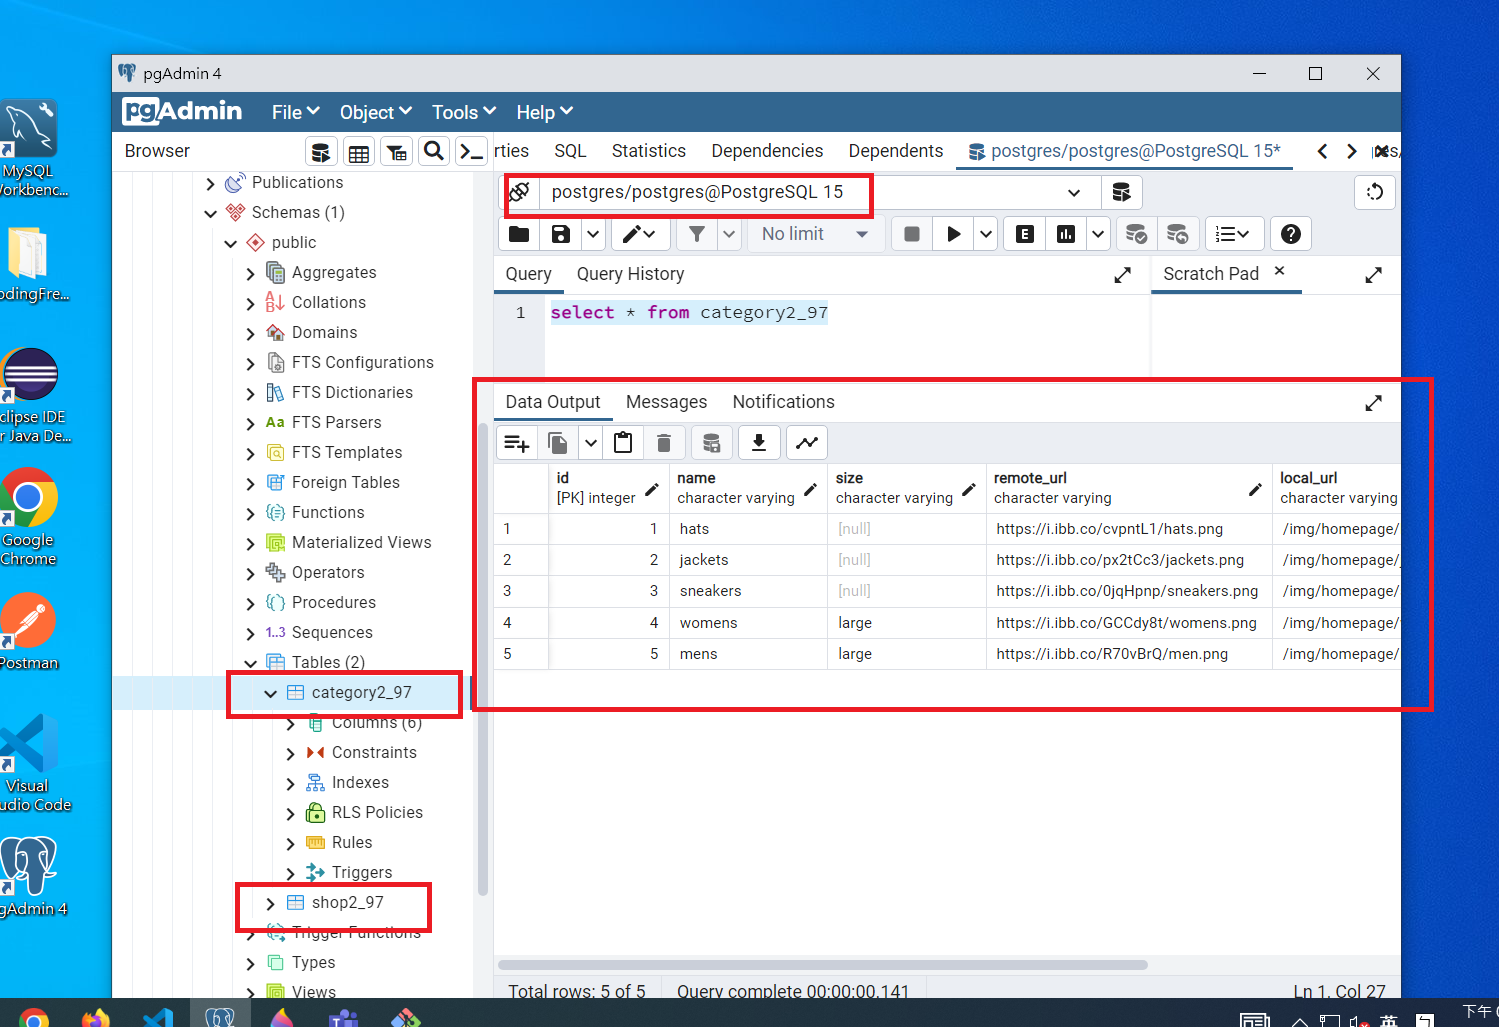 pgAdmin 4
pgAdmin
File
Object
Tools
Help
Browser
rties
SQL
Statistics
Dependencies
Dependents
postgres/postgres@PostgreSQL 15*
postgres/postgres@PostgreSQL 15
No limit
E
Query
Query History
Scratch Pad
1
select * from category2_97
Publications
Schemas (1)
public
Aggregates
Collations
Domains
FTS Configurations
FTS Dictionaries
Aa FTS Parsers
FTS Templates
Foreign Tables
Functions
Materialized Views
Operators
Procedures
1..3 Sequences
Tables (2)
category2_97
Columns (6)
Constraints
Indexes
RLS Policies
Rules
Triggers
shop2_97
Trigger Functions
Types
Views
Data Output
Messages
Notifications
id
[PK] integer
name
character varying
size
character varying
remote_url
character varying
local_url
character varying
1 1 hats [null] https://i.ibb.co/cvpntL1/hats.png /img/homepage/
2 2 jackets [null] https://i.ibb.co/px2tCc3/jackets.png /img/homepage/
3 3 sneakers [null] https://i.ibb.co/0jqHpnp/sneakers.png /img/homepage/
4 4 womens large https://i.ibb.co/GCCdy8t/womens.png /img/homepage/
5 5 mens large https://i.ibb.co/R70vBrQ/men.png /img/homepage/
Total rows: 5 of 5
Query complete 00:00:00.141
Ln 1, Col 27
MySQL
Workbenc...
odingFre...
clipse IDE
r Java De...
Google
Chrome
Postman
Visual
udio Code
gAdmin 4
英
下午